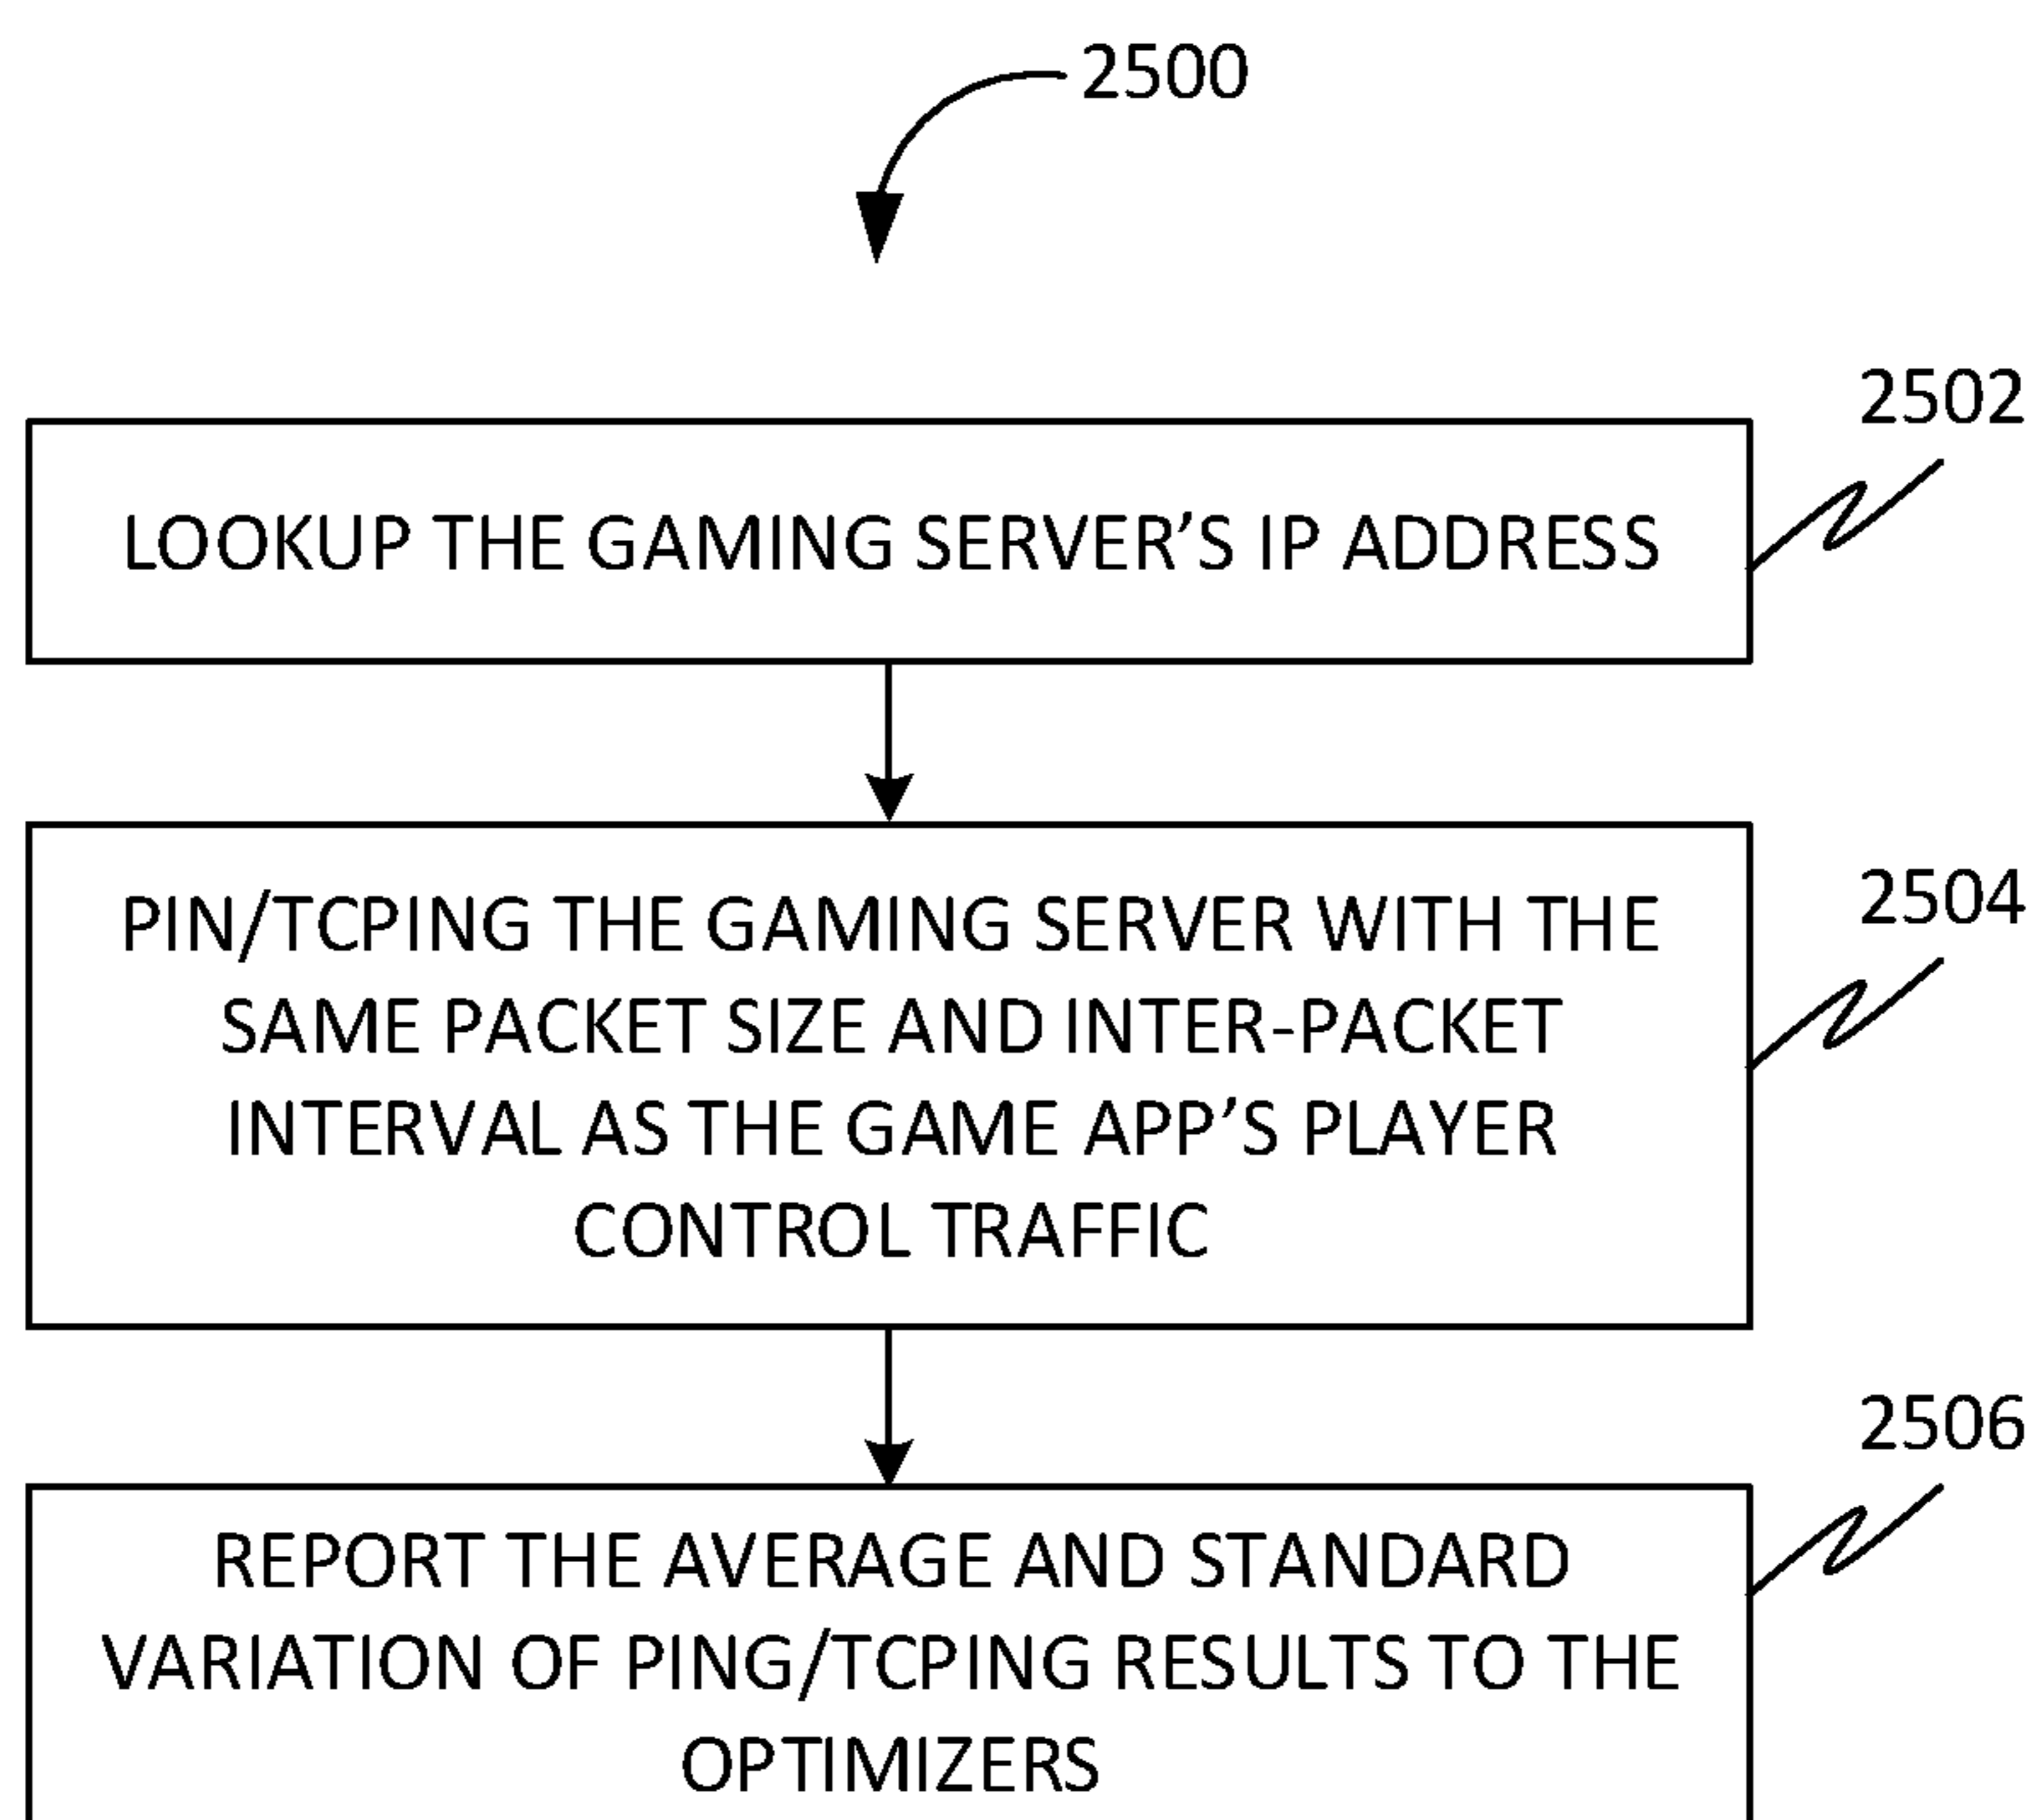 2500
2502
LOOKUP THE GAMING SERVER’S IP ADDRESS
2504
PIN/TCPING THE GAMING SERVER WITH THE
SAME PACKET SIZE AND INTER-PACKET
INTERVAL AS THE GAME APP’S PLAYER
CONTROL TRAFFIC
2506
REPORT THE AVERAGE AND STANDARD
VARIATION OF PING/TCPING RESULTS TO THE
OPTIMIZERS